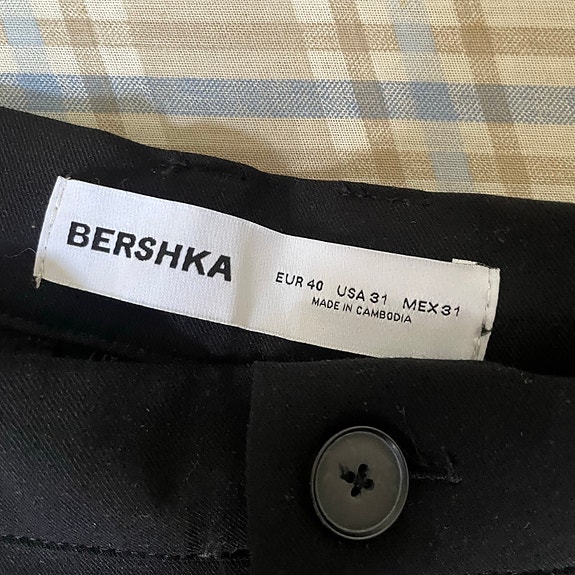 BERSHKA
EUR 40 USA 31 MEX 31
MADE IN CAMBODIA